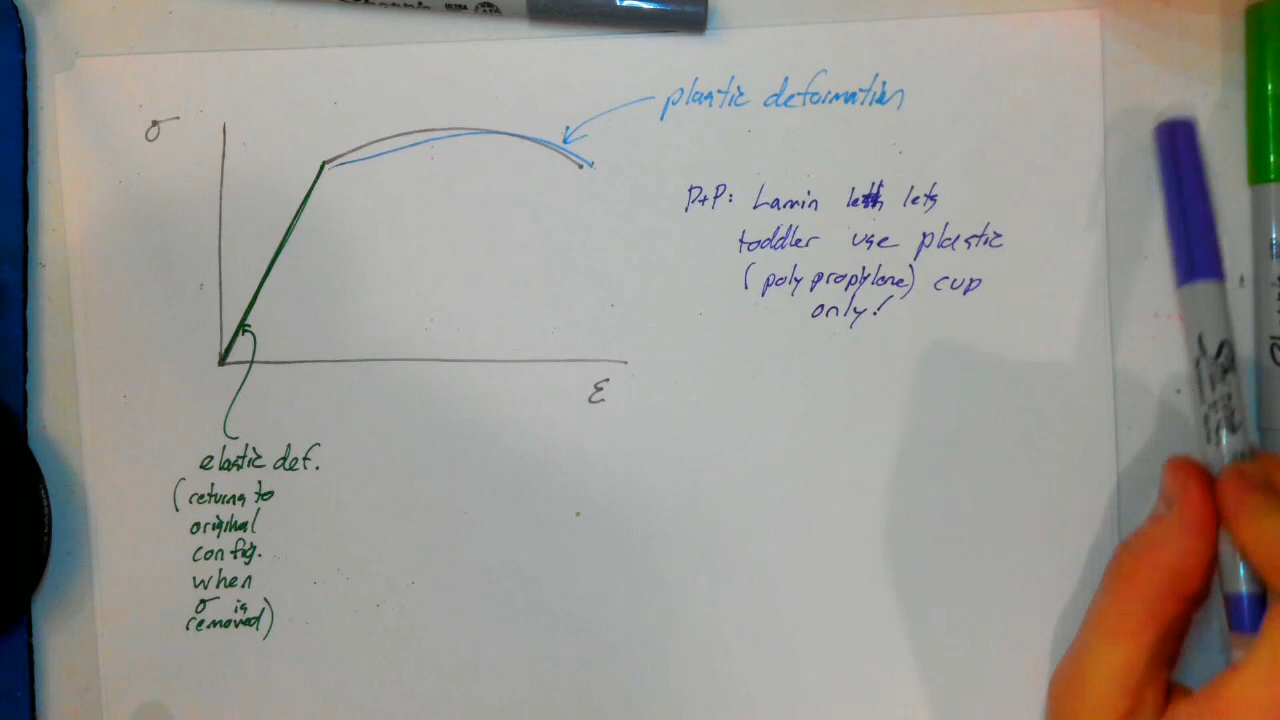 σ
plastic deformation
P+P: Lamin lets
toddler use plastic
(polypropylene) cup
only!
ε
elastic def.
(returns to
original
config.
when
σ is
removed)